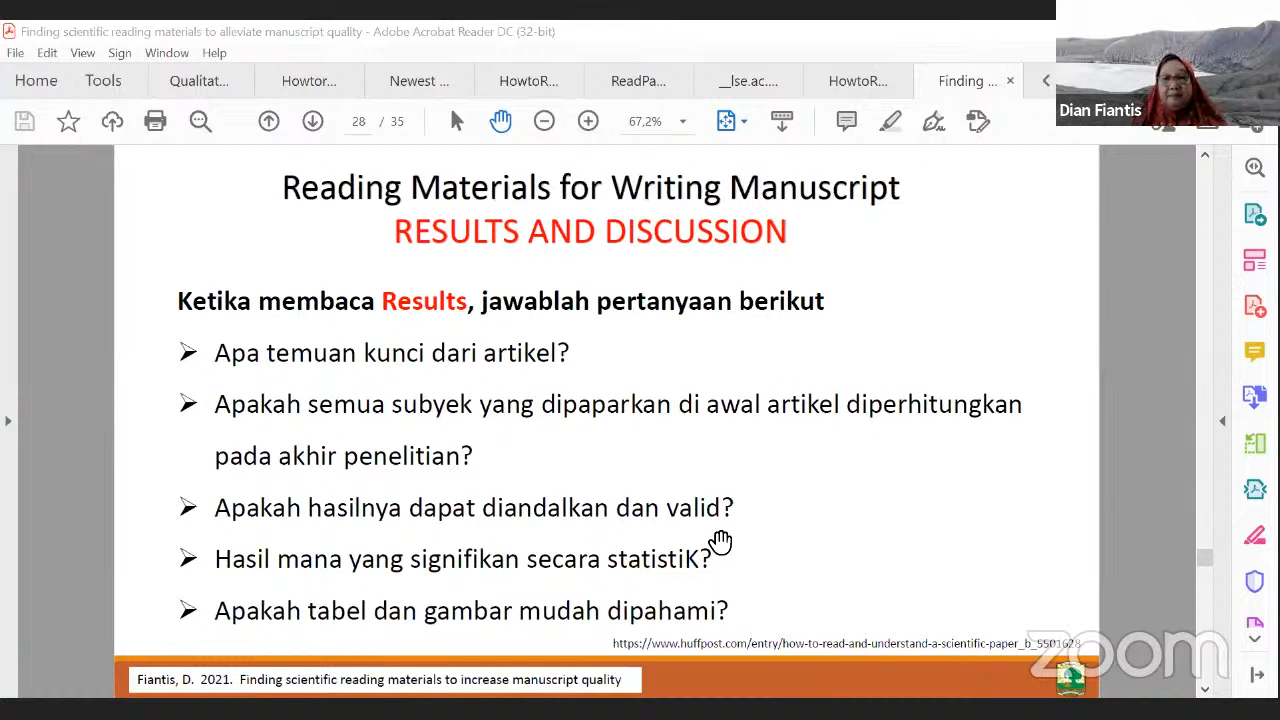 Finding scientific reading materials to alleviate manuscript quality - Adobe Acrobat Reader DC (32-bit)
File Edit View Sign Window Help
Home Tools Qualitat... Howtor... Newest ... HowtoR... ReadPa... __lse.ac.... HowtoR... Finding ... ×
Dian Fiantis
28 / 35 67,2%
Reading Materials for Writing Manuscript
RESULTS AND DISCUSSION
Ketika membaca Results, jawablah pertanyaan berikut
➢ Apa temuan kunci dari artikel?
➢ Apakah semua subyek yang dipaparkan di awal artikel diperhitungkan
pada akhir penelitian?
➢ Apakah hasilnya dapat diandalkan dan valid?
➢ Hasil mana yang signifikan secara statistiK?
➢ Apakah tabel dan gambar mudah dipahami?
https://www.huffpost.com/entry/how-to-read-and-understand-a-scientific-paper_b_5501628
zoom
Fiantis, D. 2021. Finding scientific reading materials to increase manuscript quality